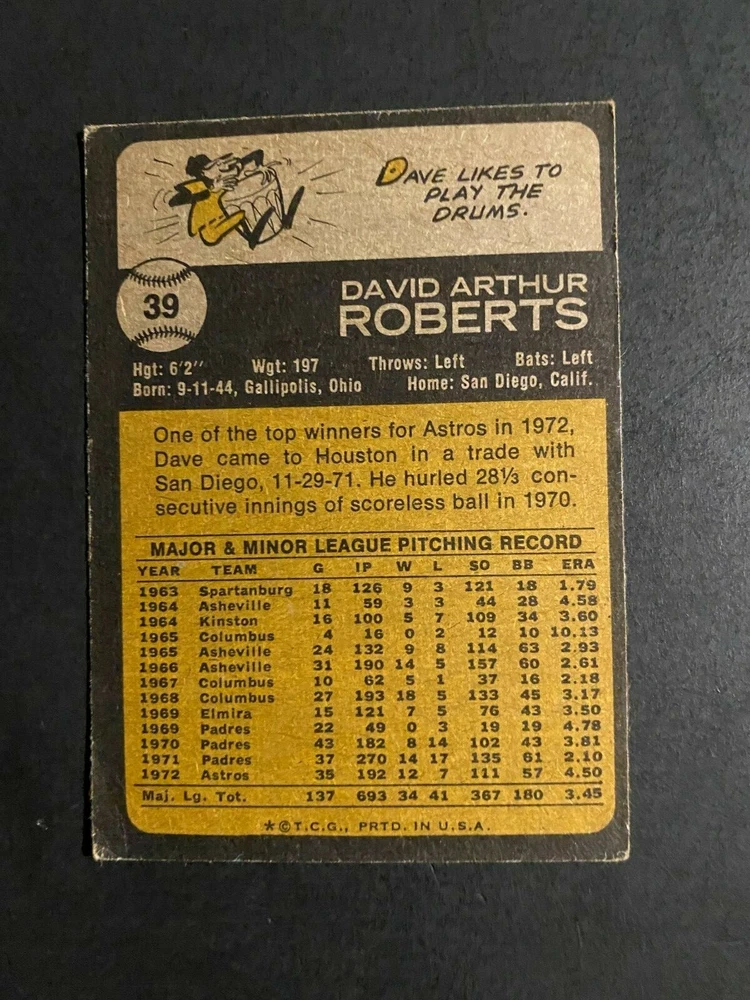 DAVE LIKES TO
PLAY THE
DRUMS.
39
DAVID ARTHUR
ROBERTS
Hgt: 6'2" Wgt: 197 Throws: Left Bats: Left
Born: 9-11-44, Gallipolis, Ohio Home: San Diego, Calif.
One of the top winners for Astros in 1972,
Dave came to Houston in a trade with
San Diego, 11-29-71. He hurled 28⅓ con-
secutive innings of scoreless ball in 1970.
MAJOR & MINOR LEAGUE PITCHING RECORD
YEAR TEAM G IP W L SO BB ERA
1963 Spartanburg 18 126 9 3 121 18 1.79
1964 Asheville 11 59 3 3 44 28 4.58
1964 Kinston 16 100 5 7 109 34 3.60
1965 Columbus 4 16 0 2 12 10 10.13
1965 Asheville 24 132 9 8 114 63 2.93
1966 Asheville 31 190 14 5 157 60 2.61
1967 Columbus 10 62 5 1 37 16 2.18
1968 Columbus 27 193 18 5 133 45 3.17
1969 Elmira 15 121 7 5 76 43 3.50
1969 Padres 22 49 0 3 19 19 4.78
1970 Padres 43 182 8 14 102 43 3.81
1971 Padres 37 270 14 17 135 61 2.10
1972 Astros 35 192 12 7 111 57 4.50
Maj. Lg. Tot. 137 693 34 41 367 180 3.45
*©T.C.G., PRTD. IN U.S.A.